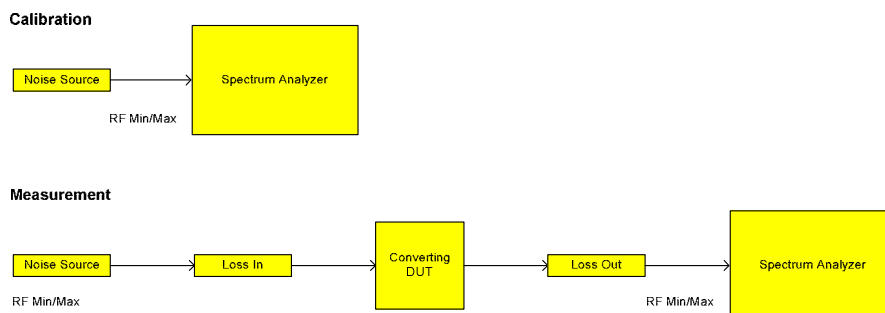 Calibration
Noise Source
Spectrum Analyzer
RF Min/Max
Measurement
Noise Source
Loss In
Converting
DUT
Loss Out
Spectrum Analyzer
RF Min/Max
RF Min/Max